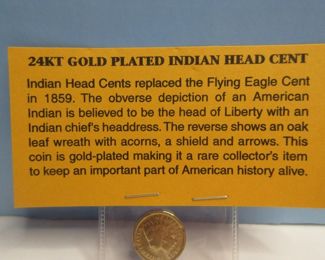 24KT GOLD PLATED INDIAN HEAD CENT
Indian Head Cents replaced the Flying Eagle Cent
in 1859. The obverse depiction of an American
Indian is believed to be the head of Liberty with an
Indian chief's headdress. The reverse shows an oak
leaf wreath with acorns, a shield and arrows. This
coin is gold-plated making it a rare collector's item
to keep an important part of American history alive.